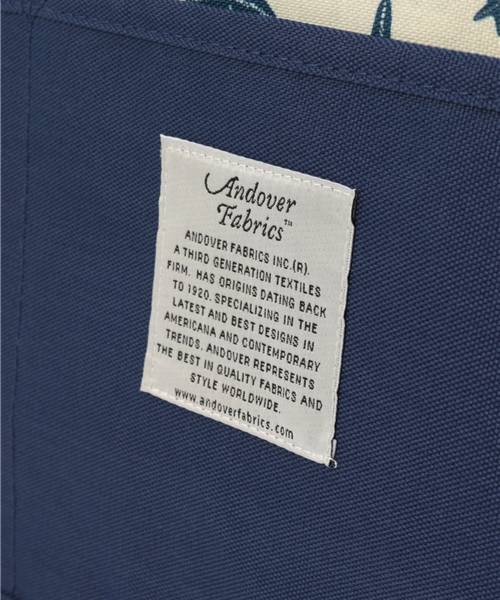 Andover
Fabrics™
ANDOVER FABRICS INC.(R).
A THIRD GENERATION TEXTILES
FIRM. HAS ORIGINS DATING BACK
TO 1920. SPECIALIZING IN THE
LATEST AND BEST DESIGNS IN
AMERICANA AND CONTEMPORARY
TRENDS. ANDOVER REPRESENTS
THE BEST IN QUALITY FABRICS AND
STYLE WORLDWIDE.
www.andoverfabrics.com